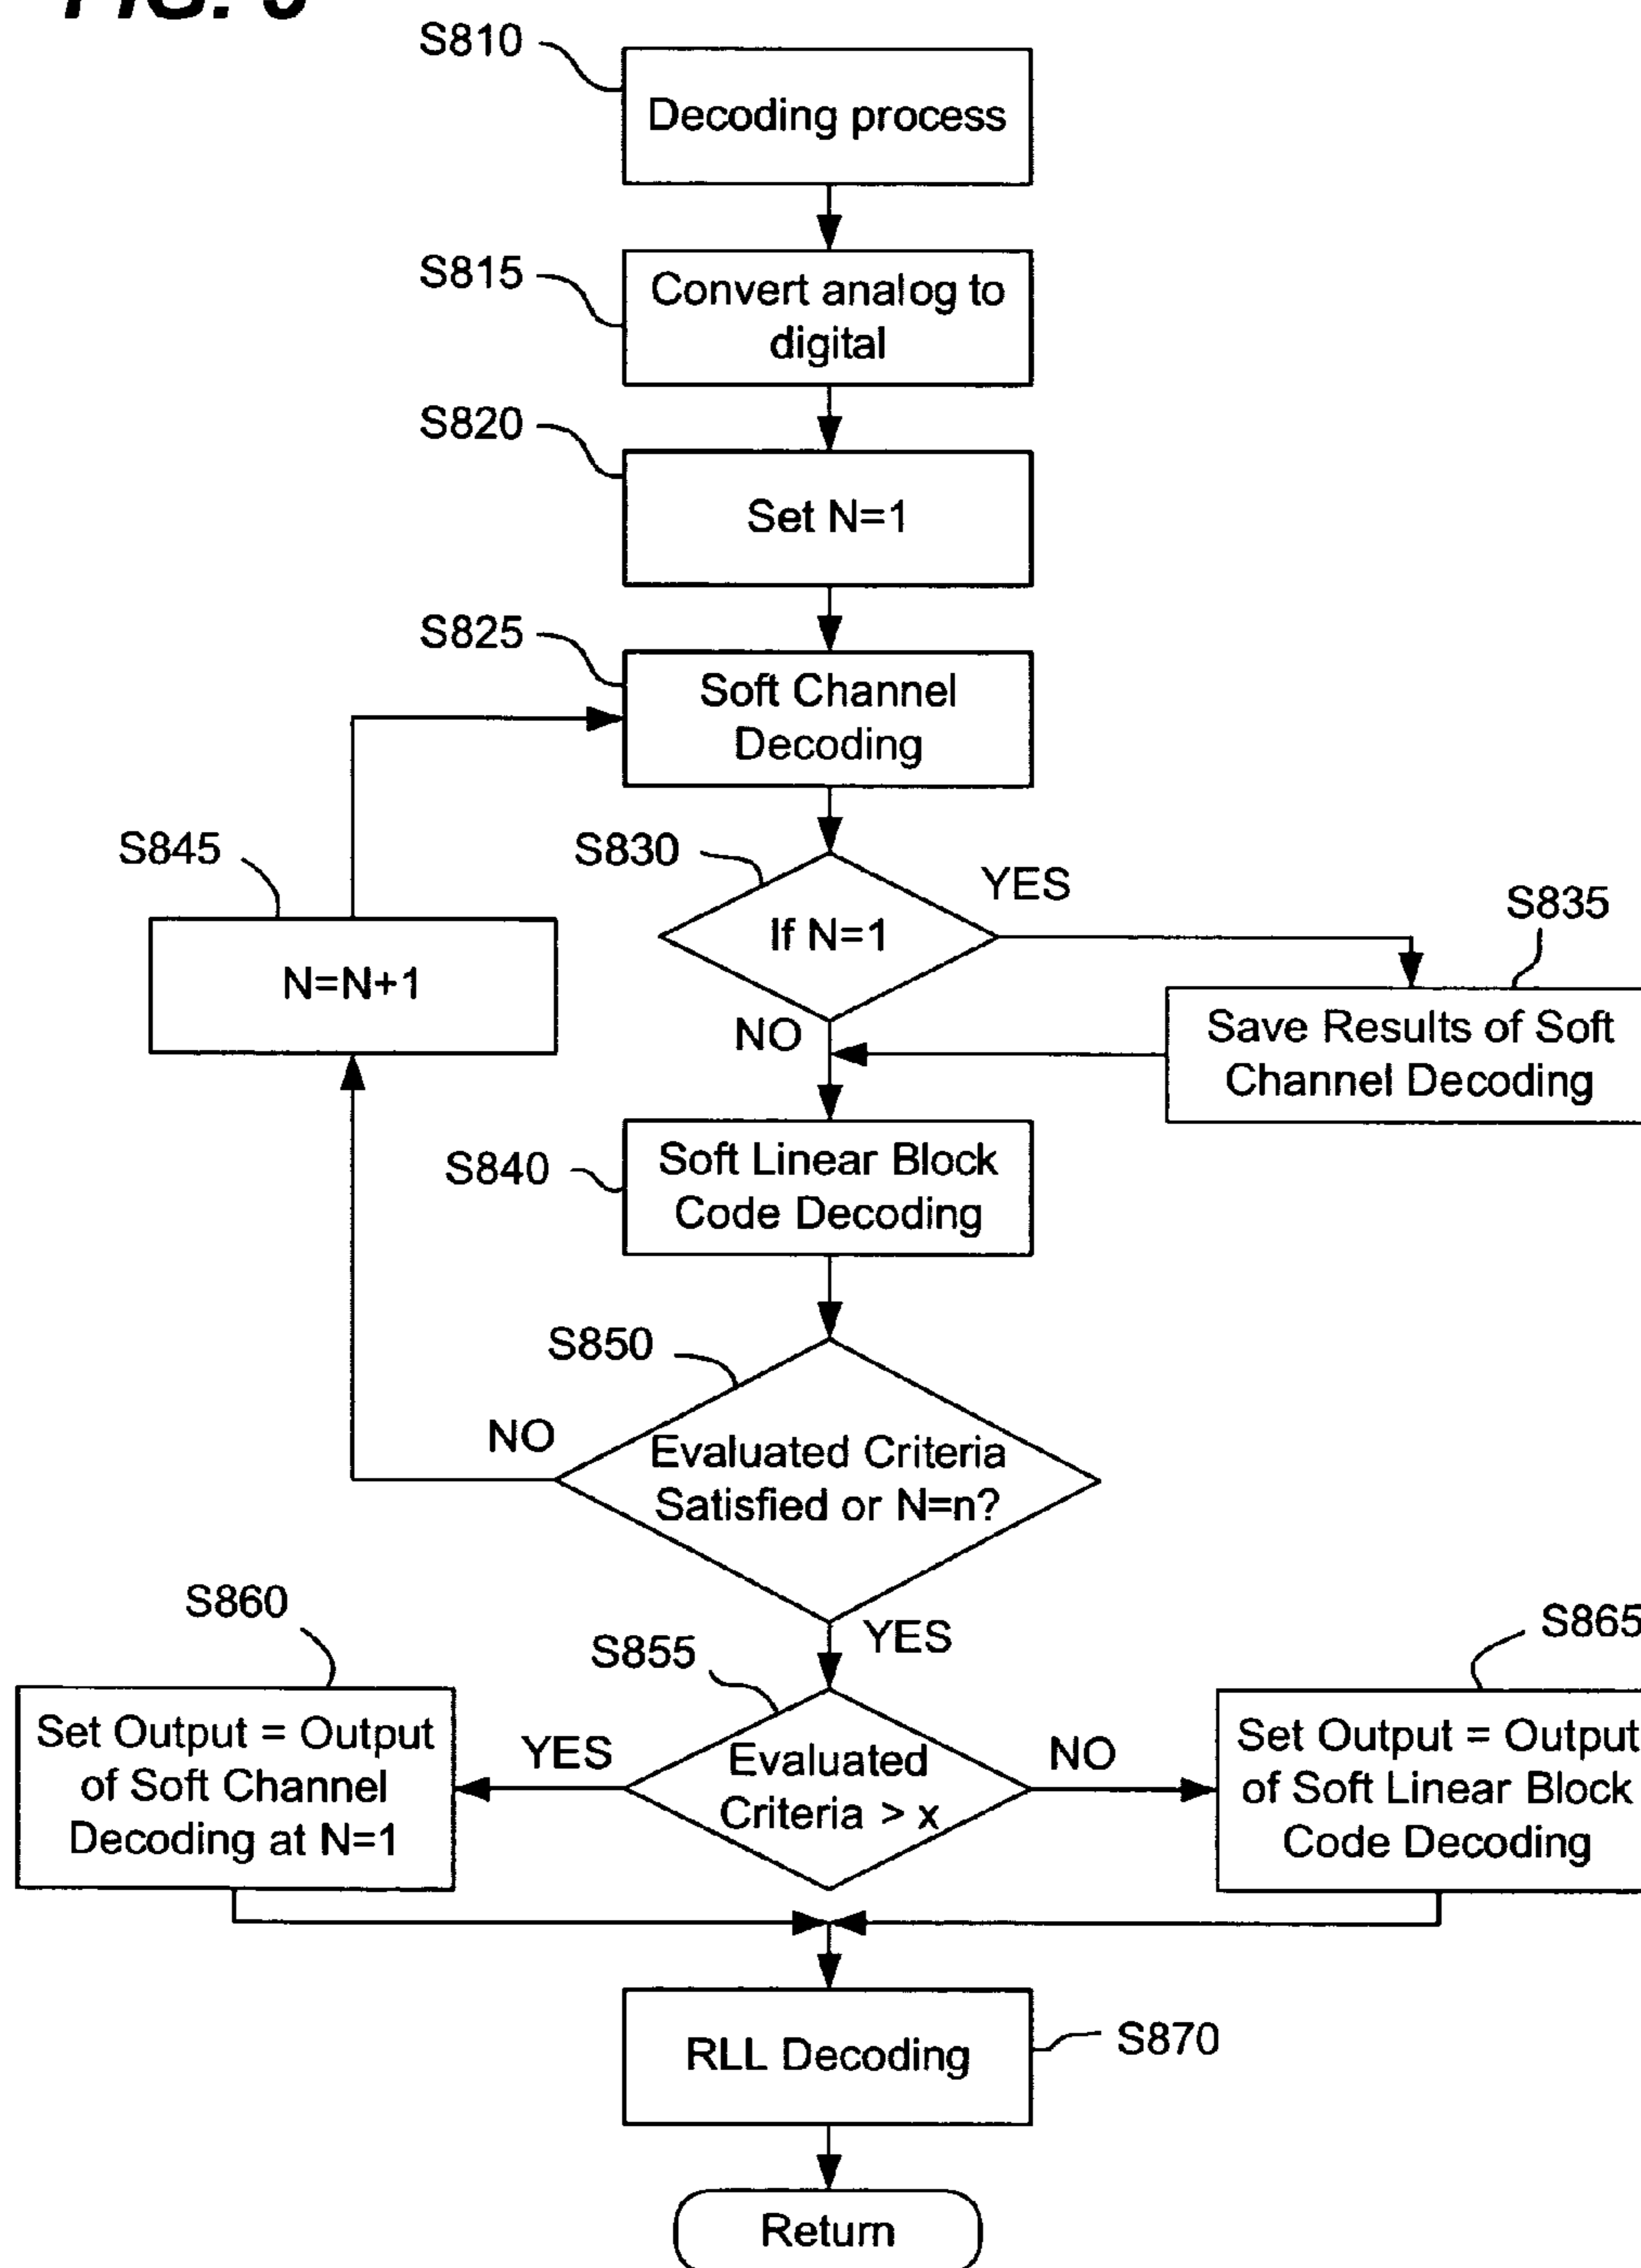 S810
Decoding process
S815
Convert analog to
digital
S820
Set N=1
S825
Soft Channel
Decoding
S845
N=N+1
S830
If N=1
YES
NO
S835
Save Results of Soft
Channel Decoding
S840
Soft Linear Block
Code Decoding
S850
Evaluated Criteria
Satisfied or N=n?
NO
YES
S855
Evaluated
Criteria > x
YES
NO
S860
Set Output = Output
of Soft Channel
Decoding at N=1
S865
Set Output = Output
of Soft Linear Block
Code Decoding
RLL Decoding
S870
Return